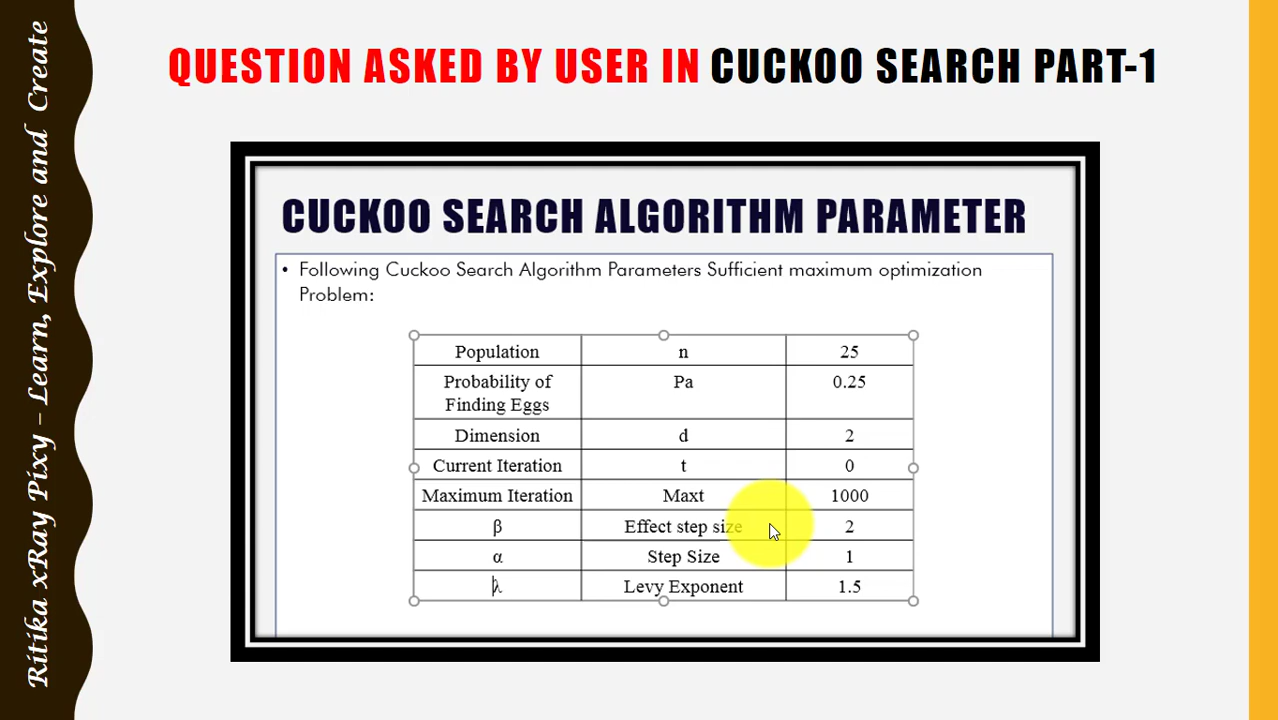 Ritika xRay Pixy – Learn, Explore and Create
QUESTION ASKED BY USER IN CUCKOO SEARCH PART-1
CUCKOO SEARCH ALGORITHM PARAMETER
• Following Cuckoo Search Algorithm Parameters Sufficient maximum optimization
Problem:
Population n 25
Probability of Pa 0.25
Finding Eggs
Dimension d 2
Current Iteration t 0
Maximum Iteration Maxt 1000
β Effect step size 2
α Step Size 1
λ Levy Exponent 1.5